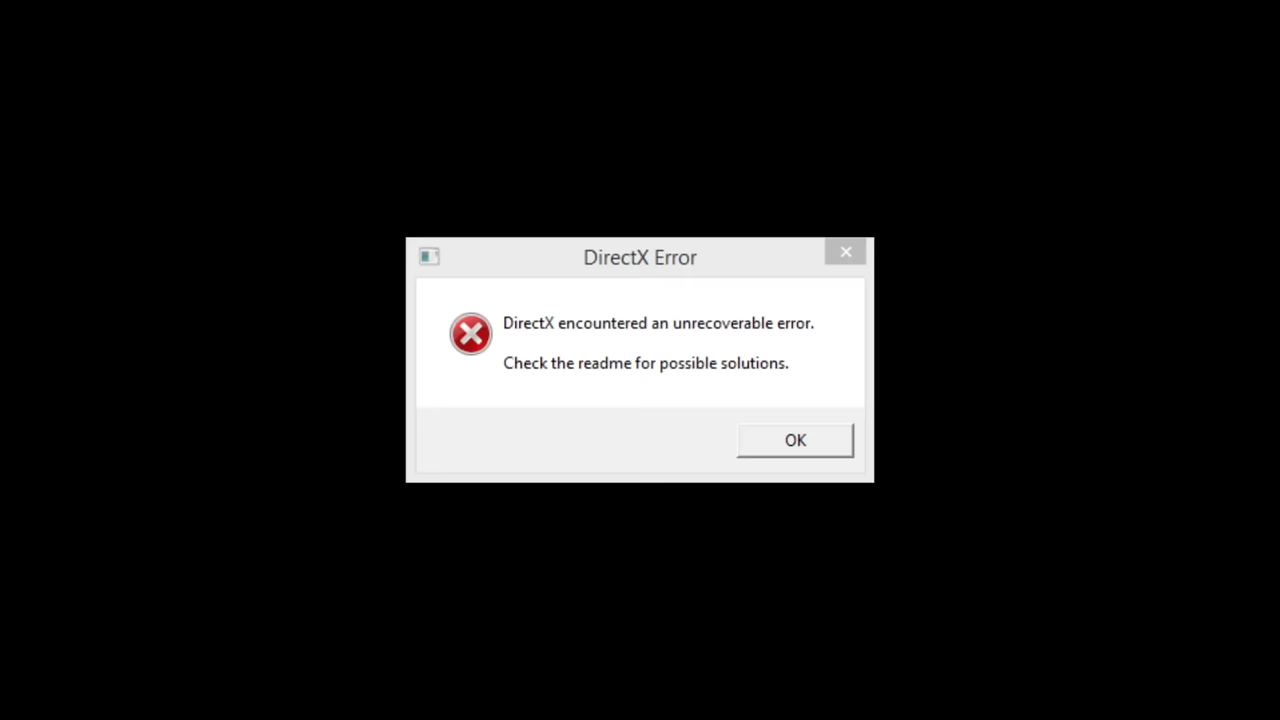 DirectX Error
DirectX encountered an unrecoverable error.
Check the readme for possible solutions.
OK